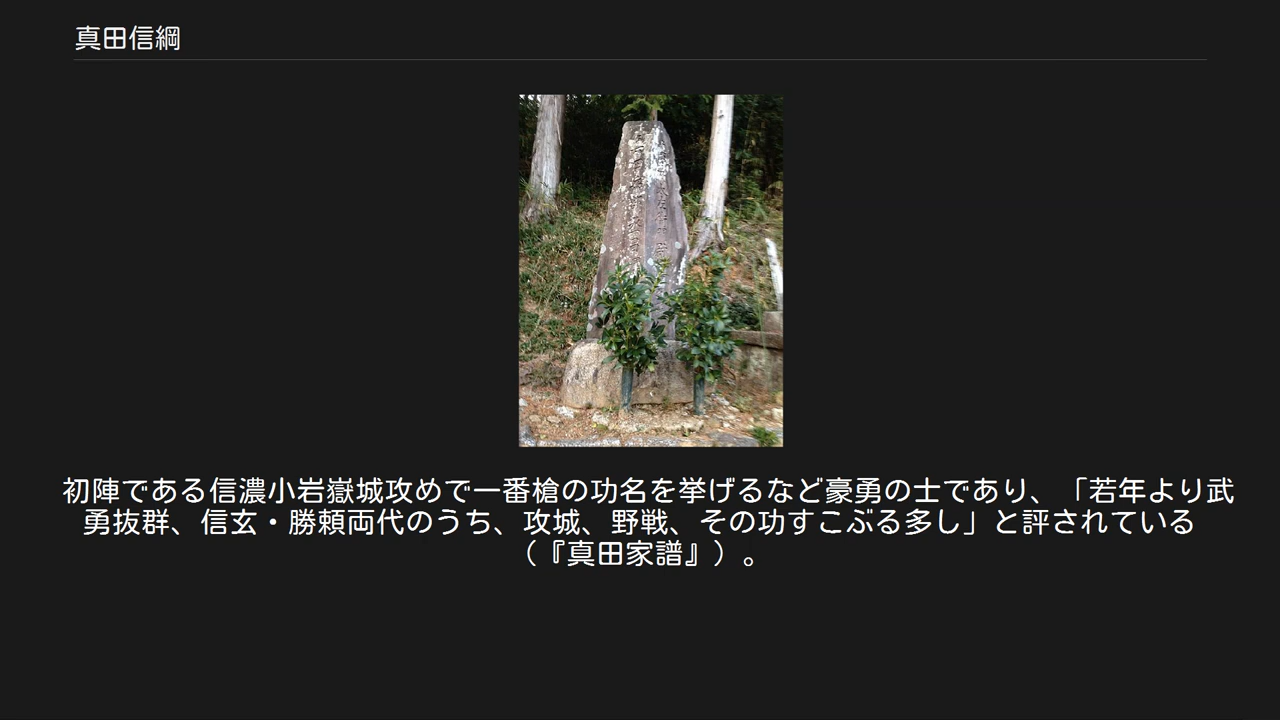 真田信綱
初陣である信濃小岩嶽城攻めで一番槍の功名を挙げるなど豪勇の士であり、「若年より武
勇抜群、信玄・勝頼両代のうち、攻城、野戦、その功すこぶる多し」と評されている
（『真田家譜』）。